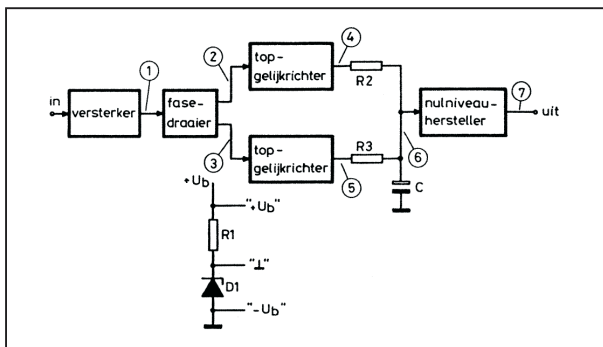 in
versterker
1
fase-
draaier
2
3
top-
gelijkrichter
4
R2
top-
gelijkrichter
5
R3
6
C
nulniveau-
hersteller
7
uit
+Ub
"+Ub"
R1
"⊥"
D1
"-Ub"